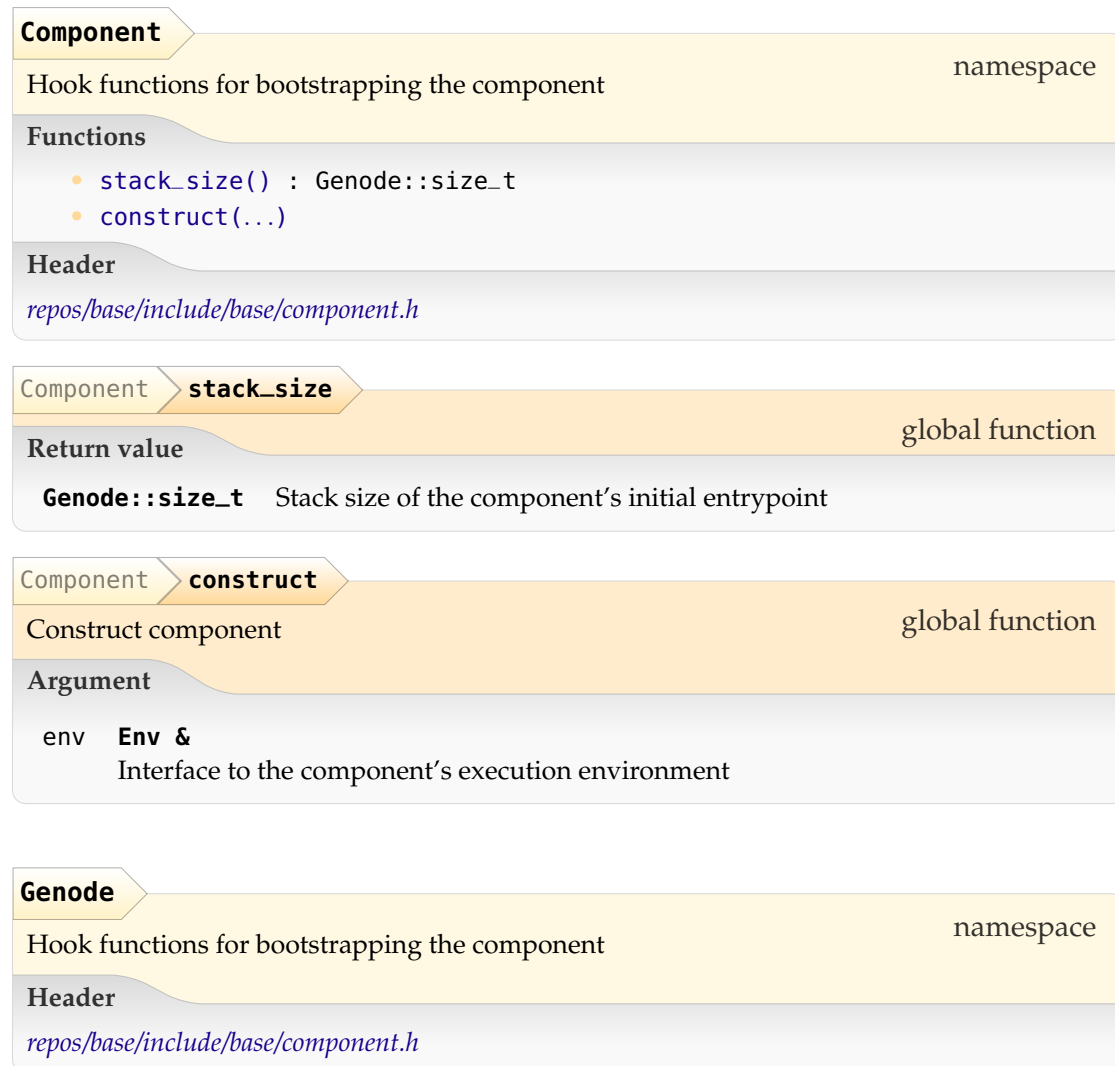 Component
namespace
Hook functions for bootstrapping the component
Functions
• stack_size() : Genode::size_t
• construct(...)
Header
repos/base/include/base/component.h
Component stack_size
global function
Return value
Genode::size_t Stack size of the component's initial entrypoint
Component construct
global function
Construct component
Argument
env Env &
Interface to the component's execution environment
Genode
namespace
Hook functions for bootstrapping the component
Header
repos/base/include/base/component.h